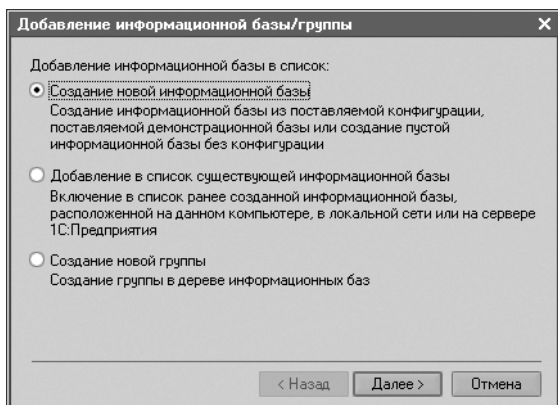 Добавление информационной базы/группы
Добавление информационной базы в список:
Создание новой информационной базы
Создание информационной базы из поставляемой конфигурации,
поставляемой демонстрационной базы или создание пустой
информационной базы без конфигурации
Добавление в список существующей информационной базы
Включение в список ранее созданной информационной базы,
расположенной на данном компьютере, в локальной сети или на сервере
1С:Предприятия
Создание новой группы
Создание группы в дереве информационных баз
< Назад Далее > Отмена